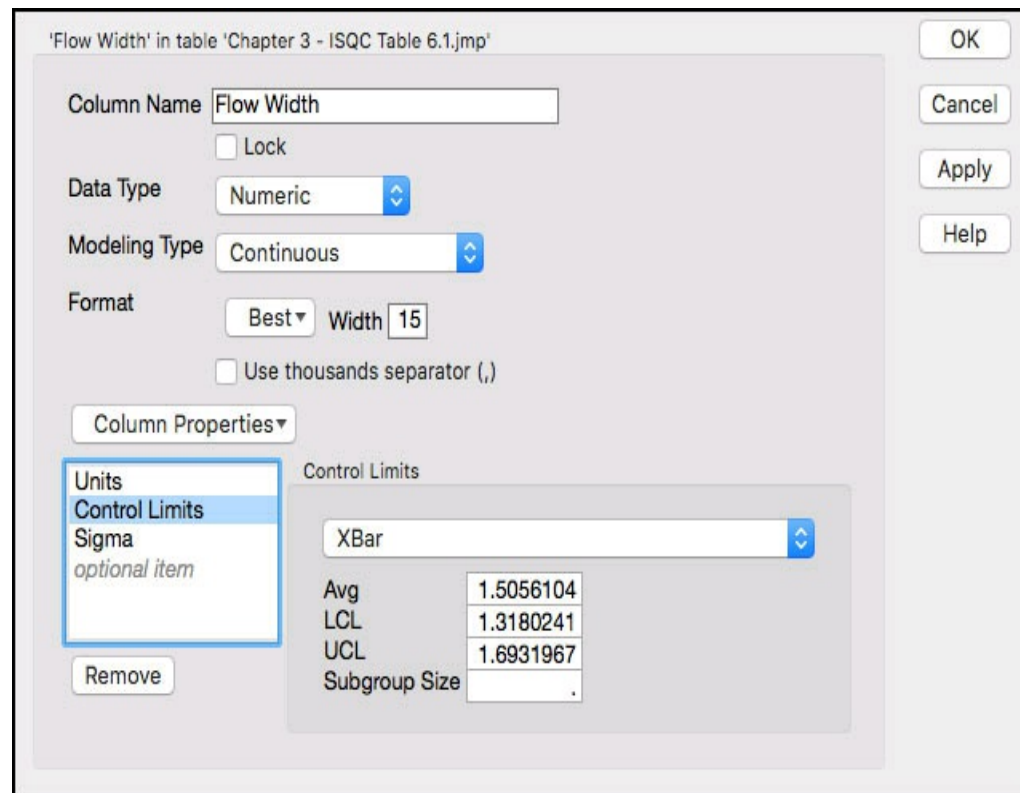 'Flow Width' in table 'Chapter 3 - ISQC Table 6.1.jmp'
OK
Cancel
Apply
Help
Column Name Flow Width
Lock
Data Type Numeric
Modeling Type Continuous
Format Best▾ Width 15
Use thousands separator (,)
Column Properties▾
Units
Control Limits
Sigma
optional item
Remove
Control Limits
XBar
Avg 1.5056104
LCL 1.3180241
UCL 1.6931967
Subgroup Size .